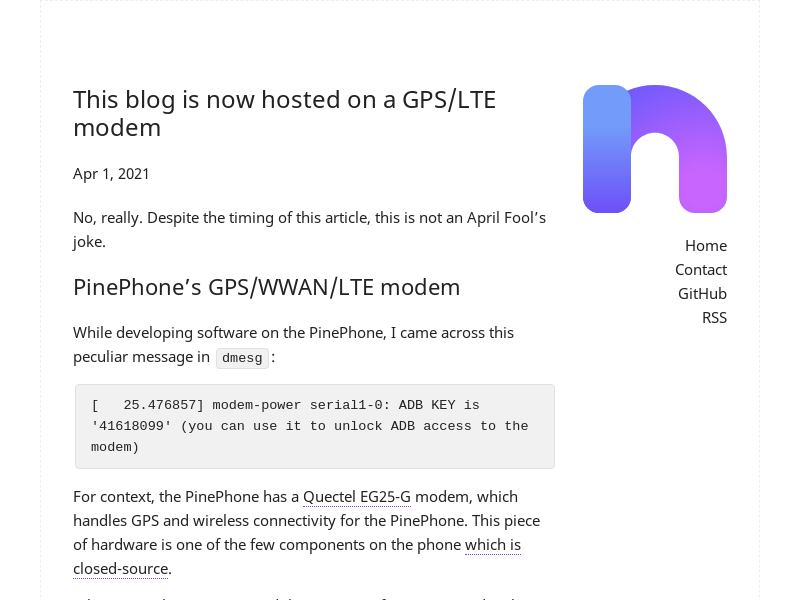 This blog is now hosted on a GPS/LTE
modem
Apr 1, 2021
No, really. Despite the timing of this article, this is not an April Fool’s
joke.
PinePhone’s GPS/WWAN/LTE modem
While developing software on the PinePhone, I came across this
peculiar message in dmesg:
[   25.476857] modem-power serial1-0: ADB KEY is
'41618099' (you can use it to unlock ADB access to the
modem)
For context, the PinePhone has a Quectel EG25-G modem, which
handles GPS and wireless connectivity for the PinePhone. This piece
of hardware is one of the few components on the phone which is
closed-source.
Home
Contact
GitHub
RSS